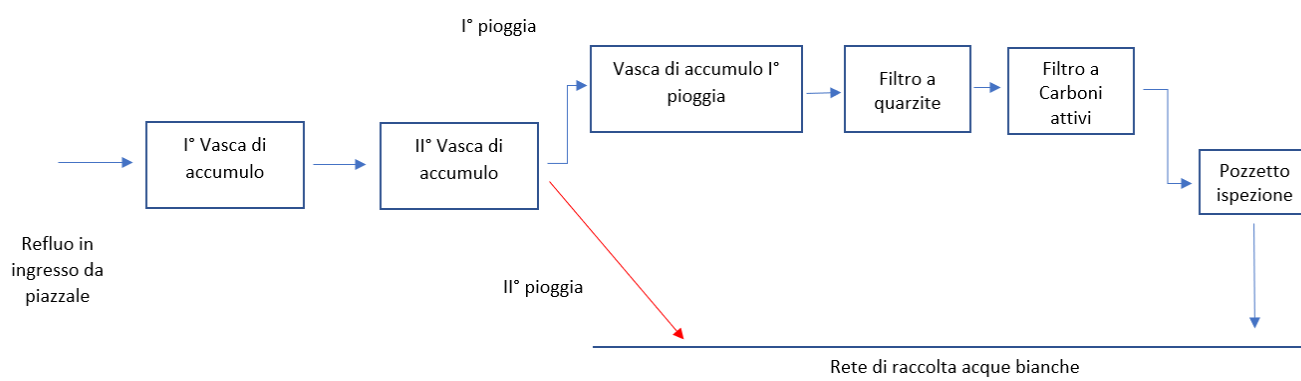 I° pioggia
Vasca di accumulo I°
pioggia
Filtro a
quarzite
Filtro a
Carboni
attivi
I° Vasca di
accumulo
II° Vasca di
accumulo
Pozzetto
ispezione
Refluo in
ingresso da
piazzale
II° pioggia
Rete di raccolta acque bianche